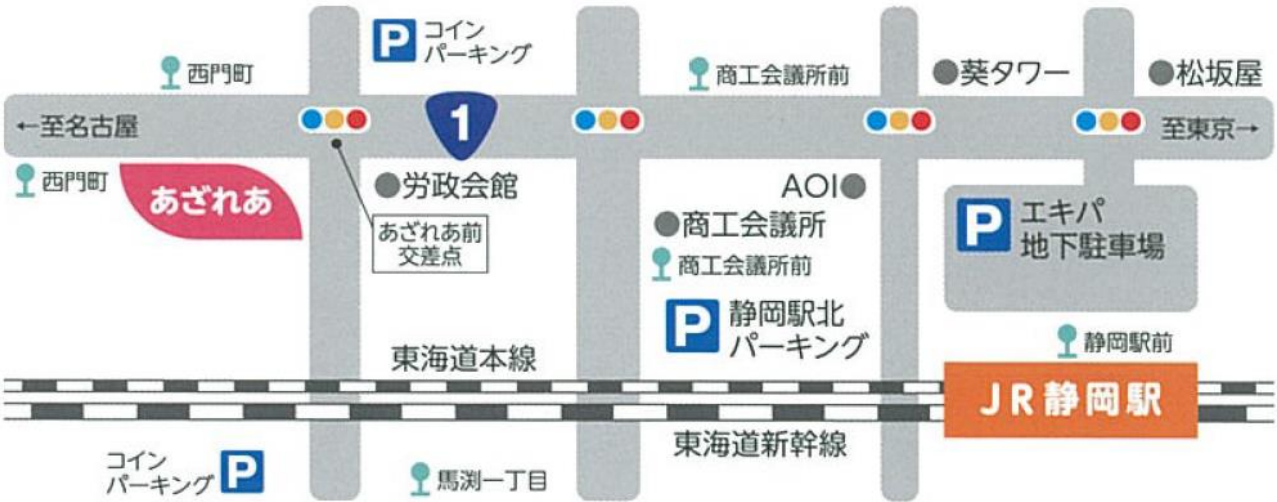 コイン
パーキング
西門町
商工会議所前
●葵タワー
●松坂屋
←至名古屋
1
至東京→
西門町
あざれあ
●労政会館
あざれあ前
交差点
AOI●
●商工会議所
商工会議所前
P
エキパ
地下駐車場
P
静岡駅北
パーキング
静岡駅前
東海道本線
JR静岡駅
東海道新幹線
コイン
パーキング
P
馬渕一丁目
P